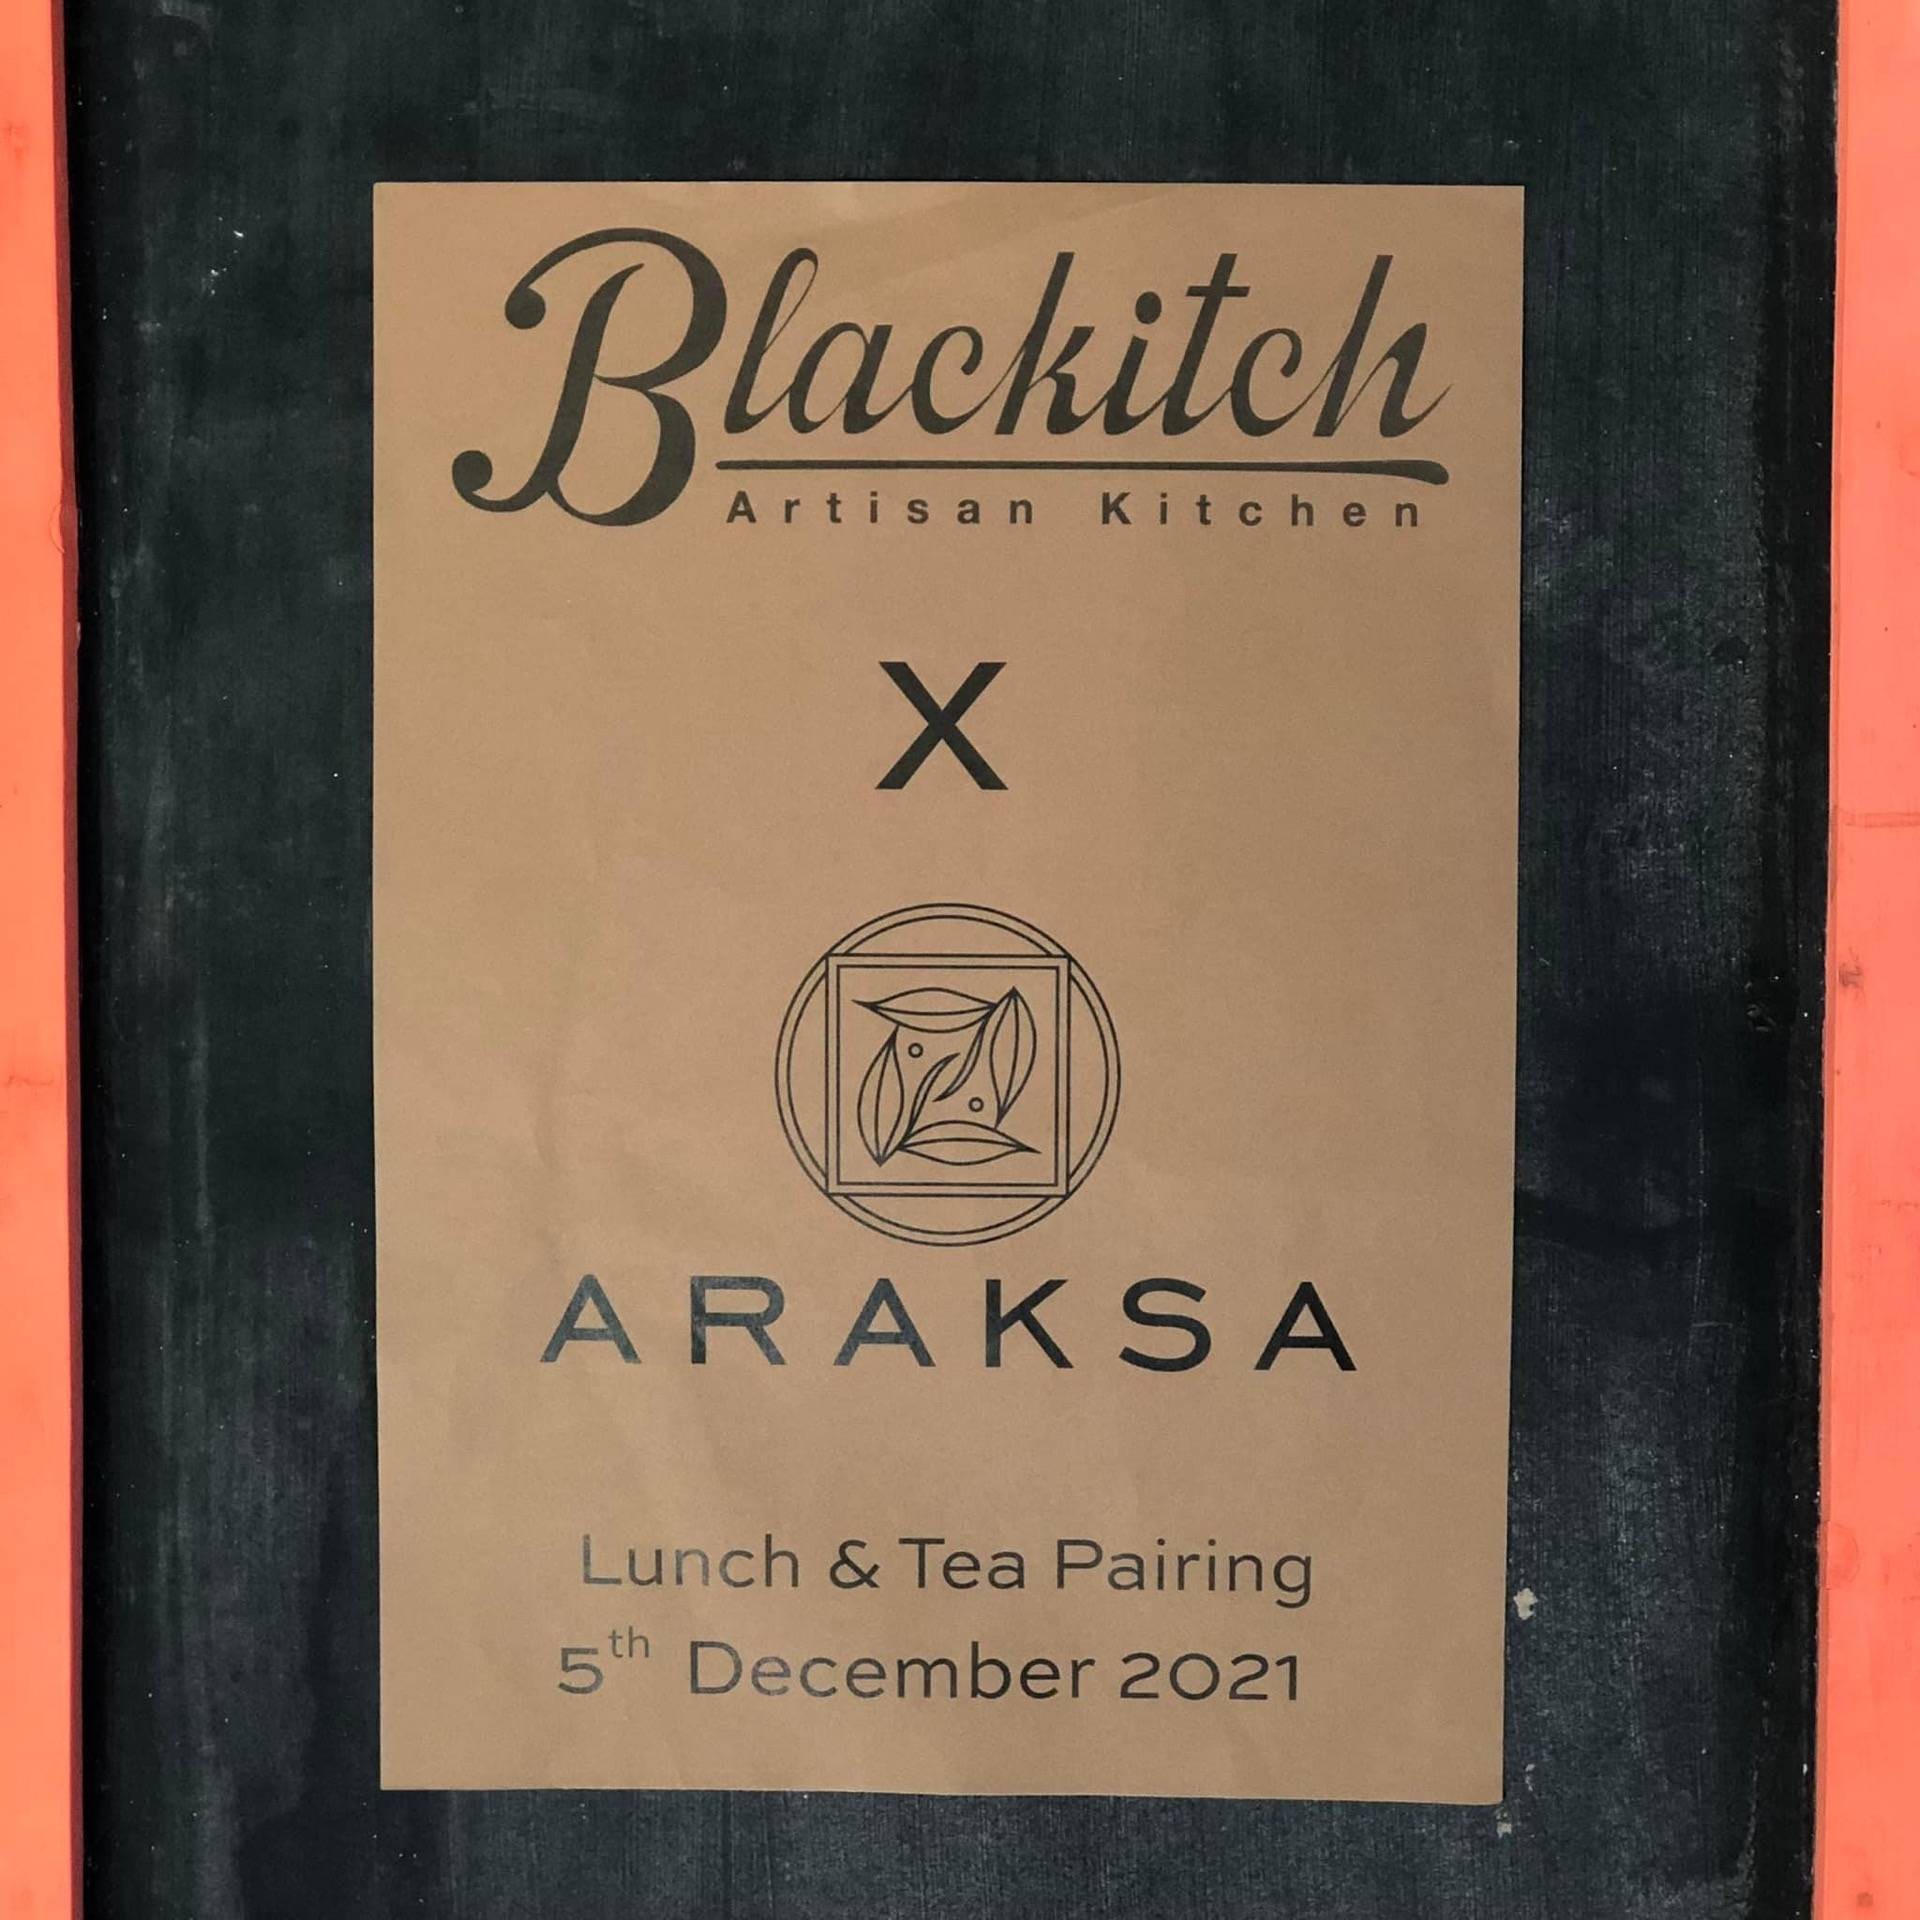 Blackitch
Artisan Kitchen
X
ARAKSA
Lunch & Tea Pairing
5th December 2021